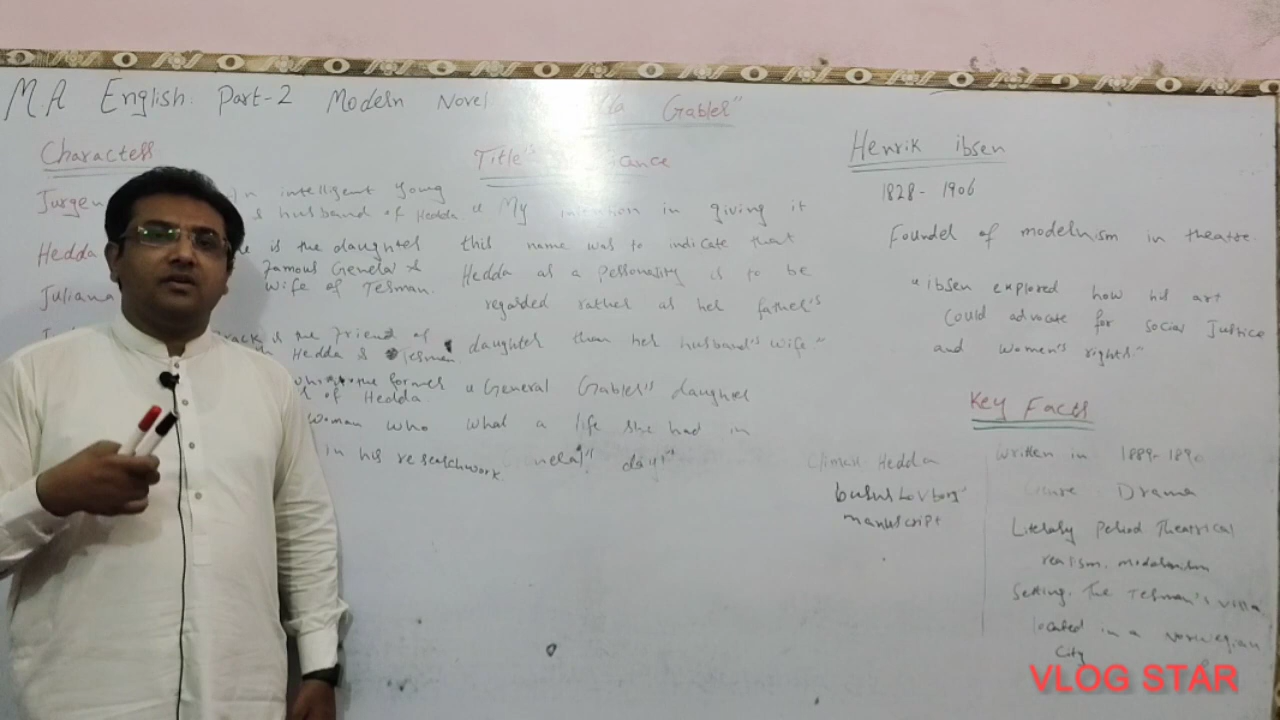 MA English Part-2 Modern Novel Gabler"
Characters
Jurgen intelligent young
husband of Hedda
Hedda is the daughter
Famous General &
Juliana wife of Tesman.
is the Friend of
Hedda & Tesman
the former
of Hedda.
woman who
in his researchwork
Title's
" My intention in giving it
this name was to indicate that
Hedda as a personality is to be
regarded rather as her father's
daughter than her husband's wife"
"General Gabler's daughter
what a life she had in
Henrik ibsen
1828- 1906
Founder of modernism in theatre.
"ibsen explored how his art
could advocate for social Justice
and women's rights."
Key Facts
Written in 1889-1890
Drama
Literary period Theatrical
realism, modernism
Setting. The Tesman's villa
located in a norwegian
City
Climax Hedda
burns Lovborg'
manuscript
VLOG STAR